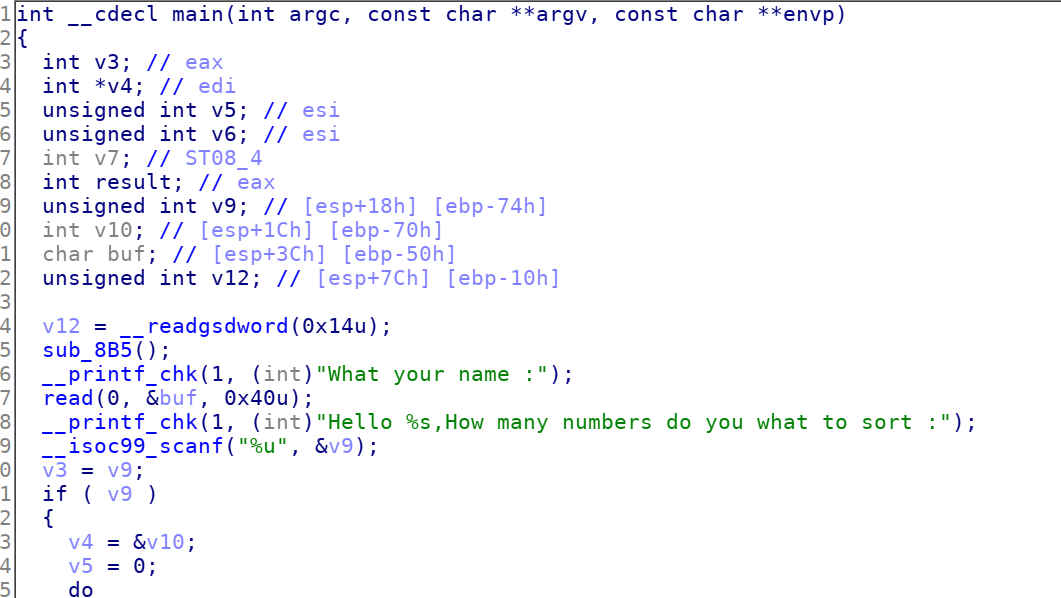 1 int __cdecl main(int argc, const char **argv, const char **envp)
2 {
3   int v3; // eax
4   int *v4; // edi
5   unsigned int v5; // esi
6   unsigned int v6; // esi
7   int v7; // ST08_4
8   int result; // eax
9   unsigned int v9; // [esp+18h] [ebp-74h]
0   int v10; // [esp+1Ch] [ebp-70h]
1   char buf; // [esp+3Ch] [ebp-50h]
2   unsigned int v12; // [esp+7Ch] [ebp-10h]
3
4   v12 = __readgsdword(0x14u);
5   sub_8B5();
6   __printf_chk(1, (int)"What your name :");
7   read(0, &buf, 0x40u);
8   __printf_chk(1, (int)"Hello %s,How many numbers do you what to sort :");
9   __isoc99_scanf("%u", &v9);
0   v3 = v9;
1   if ( v9 )
2   {
3     v4 = &v10;
4     v5 = 0;
5     do